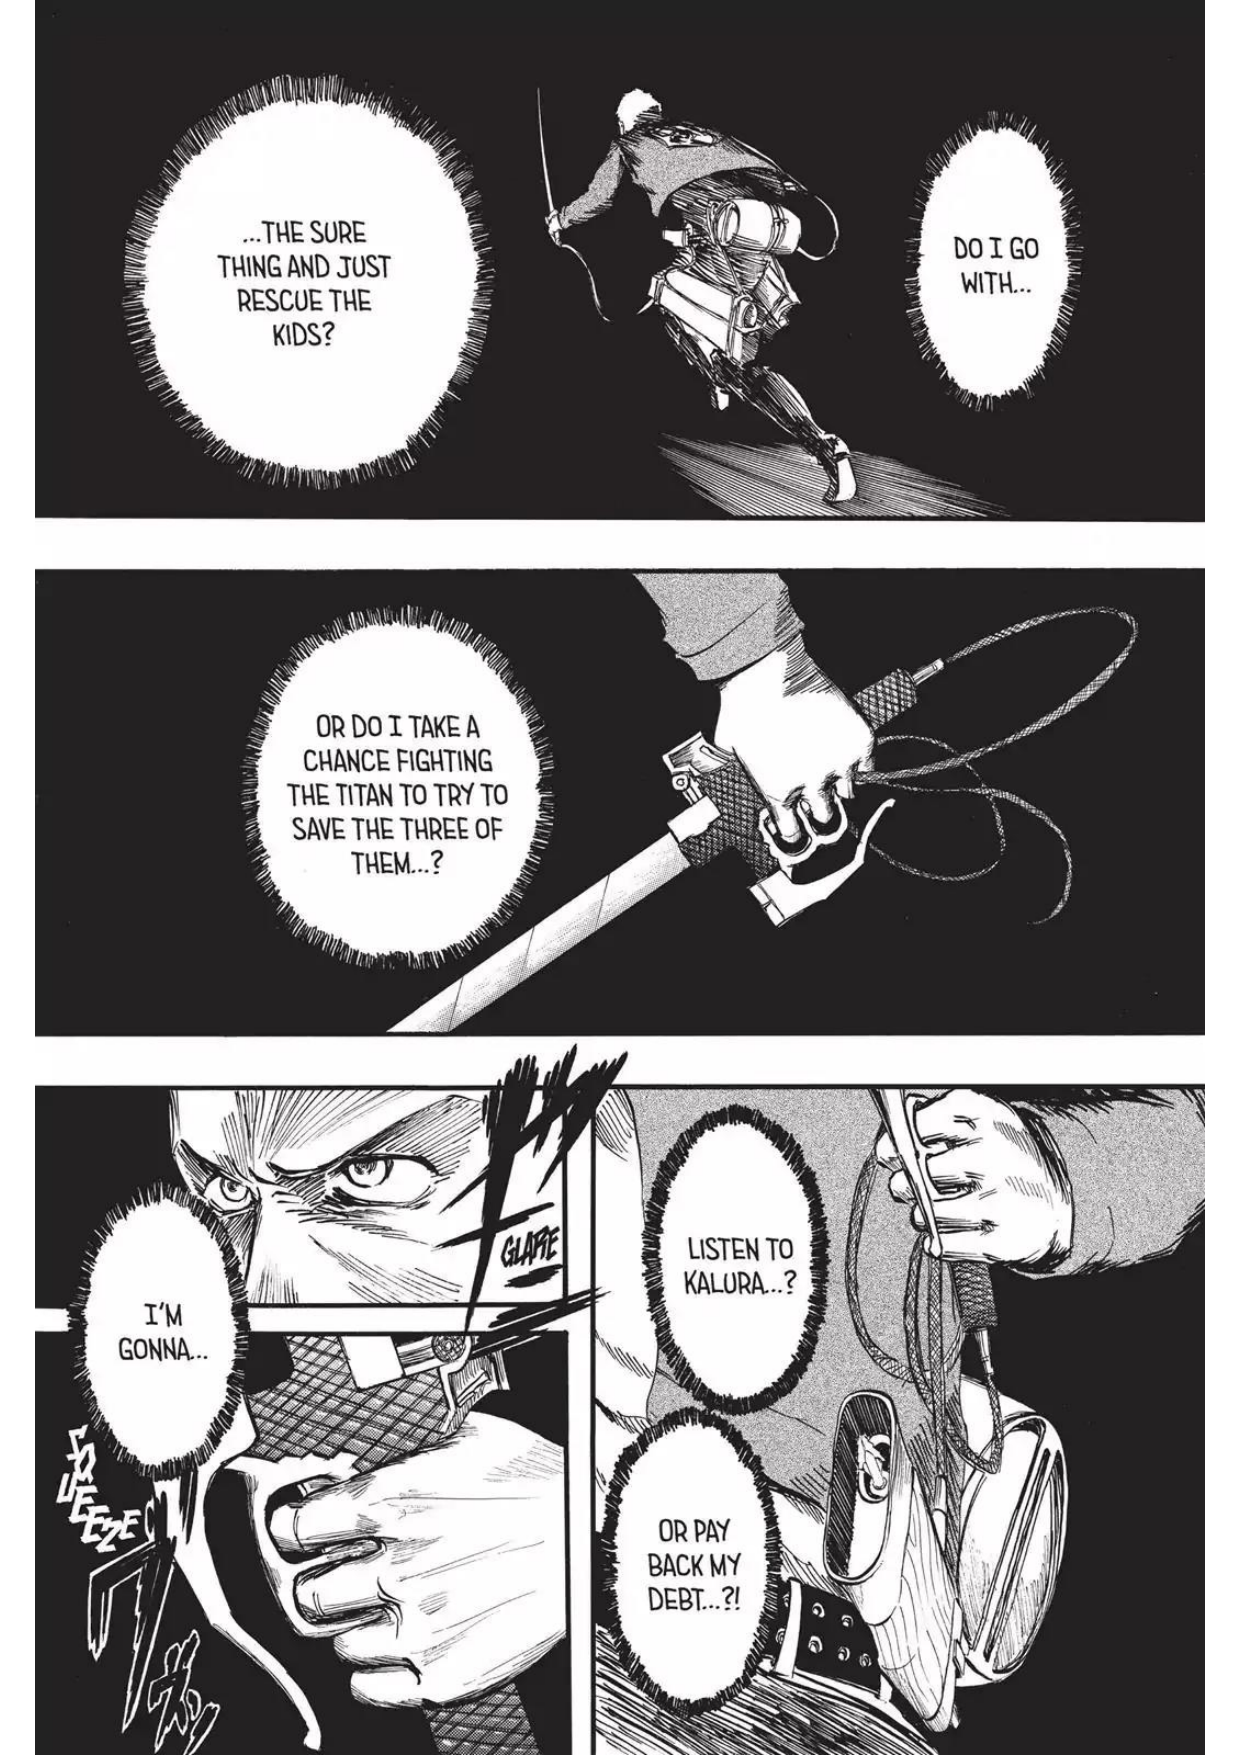 DO I GO
WITH...
...THE SURE
THING AND JUST
RESCUE THE
KIDS?
OR DO I TAKE A
CHANCE FIGHTING
THE TITAN TO TRY TO
SAVE THE THREE OF
THEM...?
LISTEN TO
KALURA...?
OR PAY
BACK MY
DEBT...?!
GLARE
I'M
GONNA...
SQUEEZE